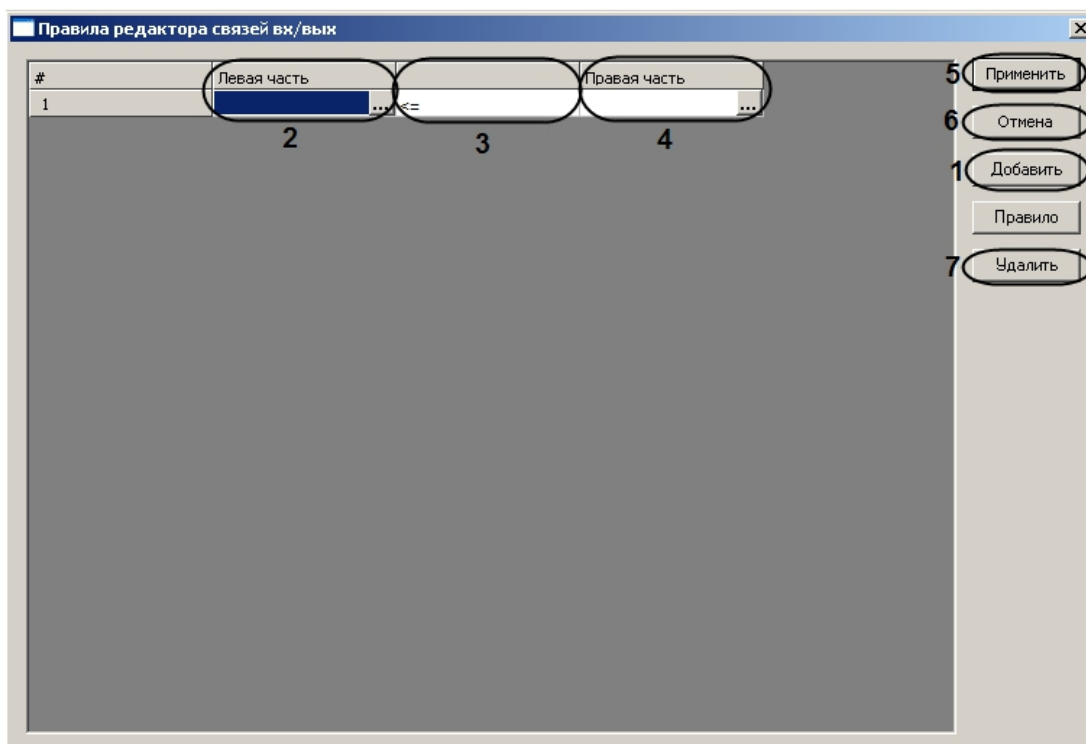 Правила редактора связей вх/вых
# Левая часть Правая часть
1 ... <= ...
2 3 4
5 Применить
6 Отмена
1 Добавить
Правило
7 Удалить